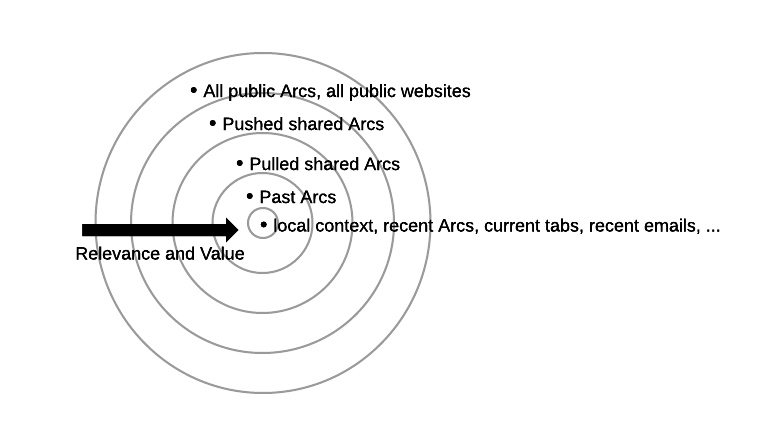 • All public Arcs, all public websites
• Pushed shared Arcs
• Pulled shared Arcs
• Past Arcs
• local context, recent Arcs, current tabs, recent emails, ...
Relevance and Value